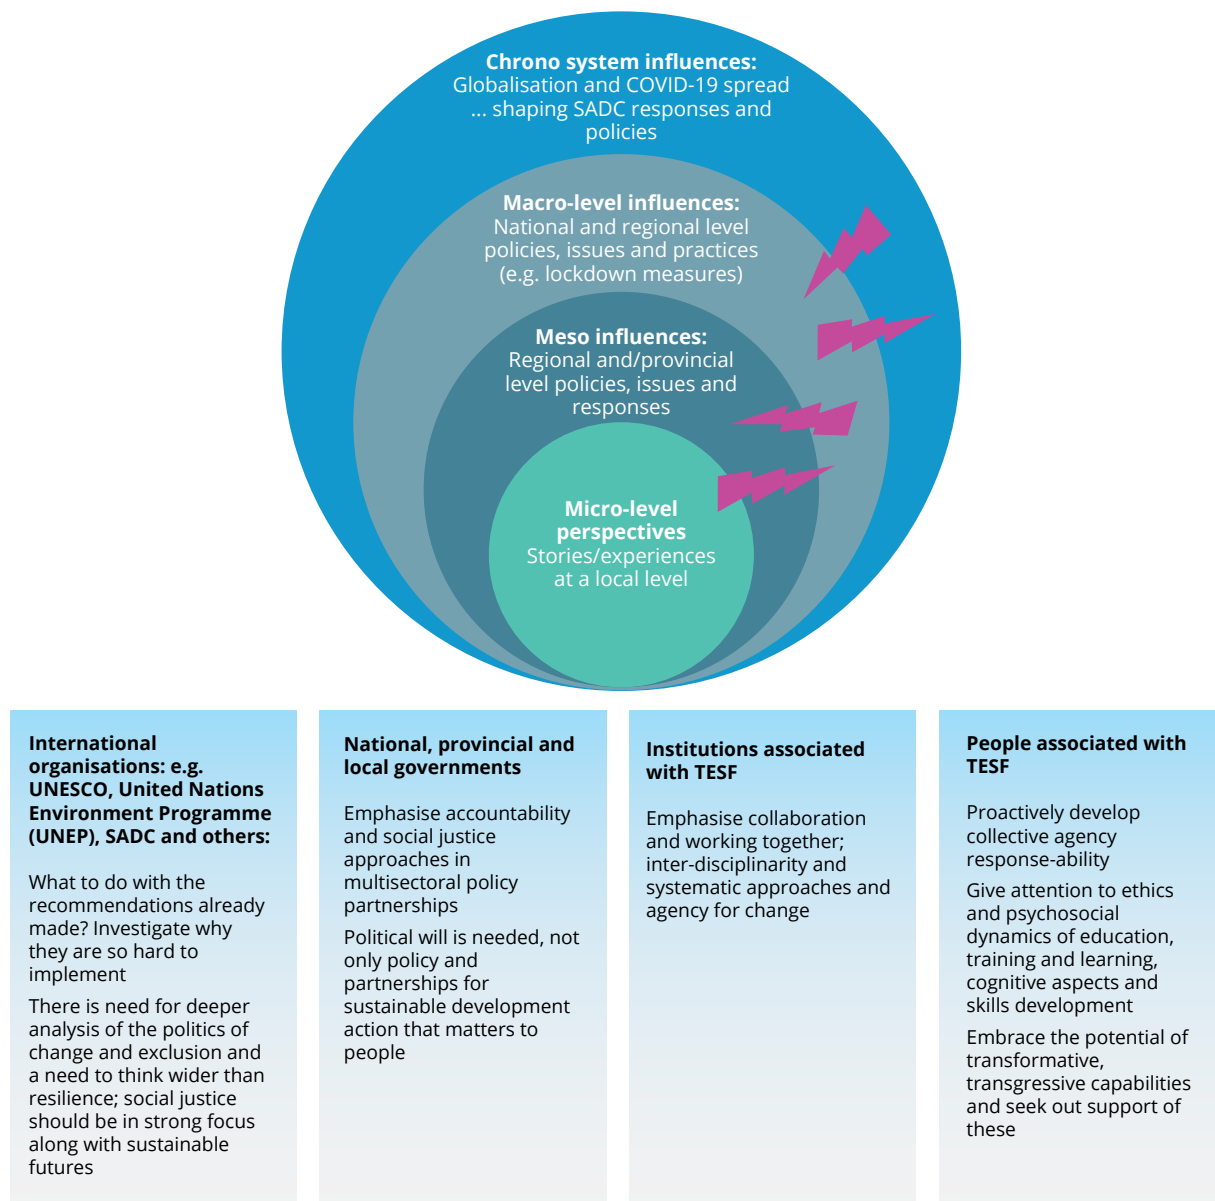 Chrono system influences:
Globalisation and COVID-19 spread
... shaping SADC responses and
policies
Macro-level influences:
National and regional level
policies, issues and practices
(e.g. lockdown measures)
Meso influences:
Regional and/provincial
level policies, issues and
responses
Micro-level
perspectives
Stories/experiences
at a local level
International
organisations: e.g.
UNESCO, United Nations
Environment Programme
(UNEP), SADC and others:
What to do with the
recommendations already
made? Investigate why
they are so hard to
implement
There is need for deeper
analysis of the politics of
change and exclusion and
a need to think wider than
resilience; social justice
should be in strong focus
along with sustainable
futures
National, provincial and
local governments
Emphasise accountability
and social justice
approaches in
multisectoral policy
partnerships
Political will is needed, not
only policy and
partnerships for
sustainable development
action that matters to
people
Institutions associated
with TESF
Emphasise collaboration
and working together;
inter-disciplinarity and
systematic approaches and
agency for change
People associated with
TESF
Proactively develop
collective agency
response-ability
Give attention to ethics
and psychosocial
dynamics of education,
training and learning,
cognitive aspects and
skills development
Embrace the potential of
transformative,
transgressive capabilities
and seek out support of
these